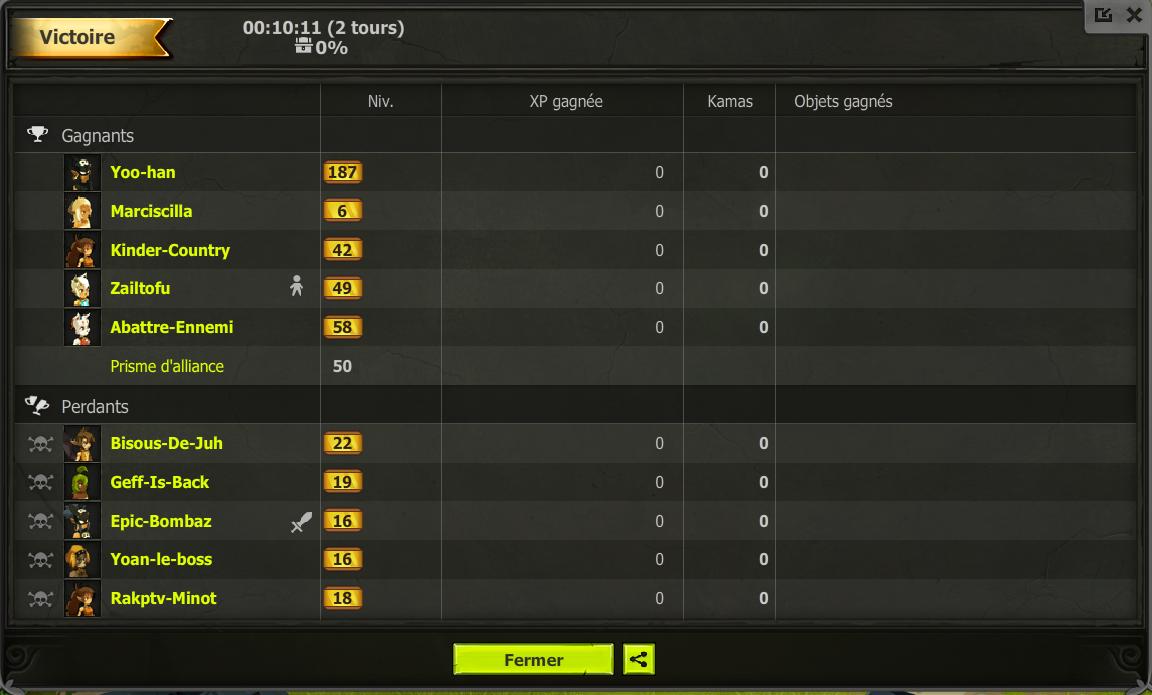 Victoire
00:10:11 (2 tours)
0%
Niv. XP gagnée Kamas Objets gagnés
Gagnants
Yoo-han 187 0 0
Marciscilla 6 0 0
Kinder-Country 42 0 0
Zailtofu 49 0 0
Abattre-Ennemi 58 0 0
Prisme d'alliance 50
Perdants
Bisous-De-Juh 22 0 0
Geff-Is-Back 19 0 0
Epic-Bombaz 16 0 0
Yoan-le-boss 16 0 0
Rakptv-Minot 18 0 0
Fermer